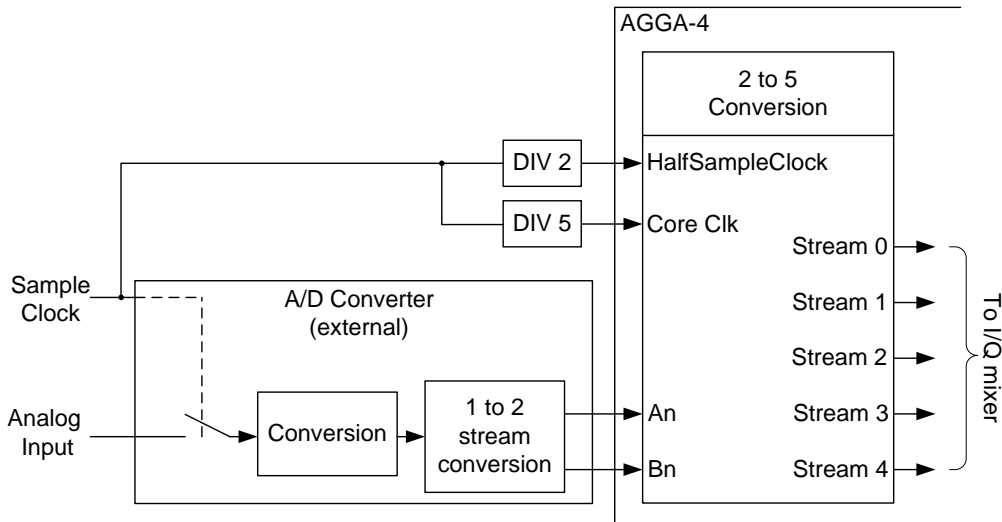 AGGA-4
2 to 5
Conversion
DIV 2
HalfSampleClock
DIV 5
Core Clk
Stream 0
Sample
Clock
A/D Converter
(external)
Stream 1
Stream 2
To I/Q mixer
Analog
Input
Conversion
1 to 2
stream
conversion
An
Stream 3
Bn
Stream 4